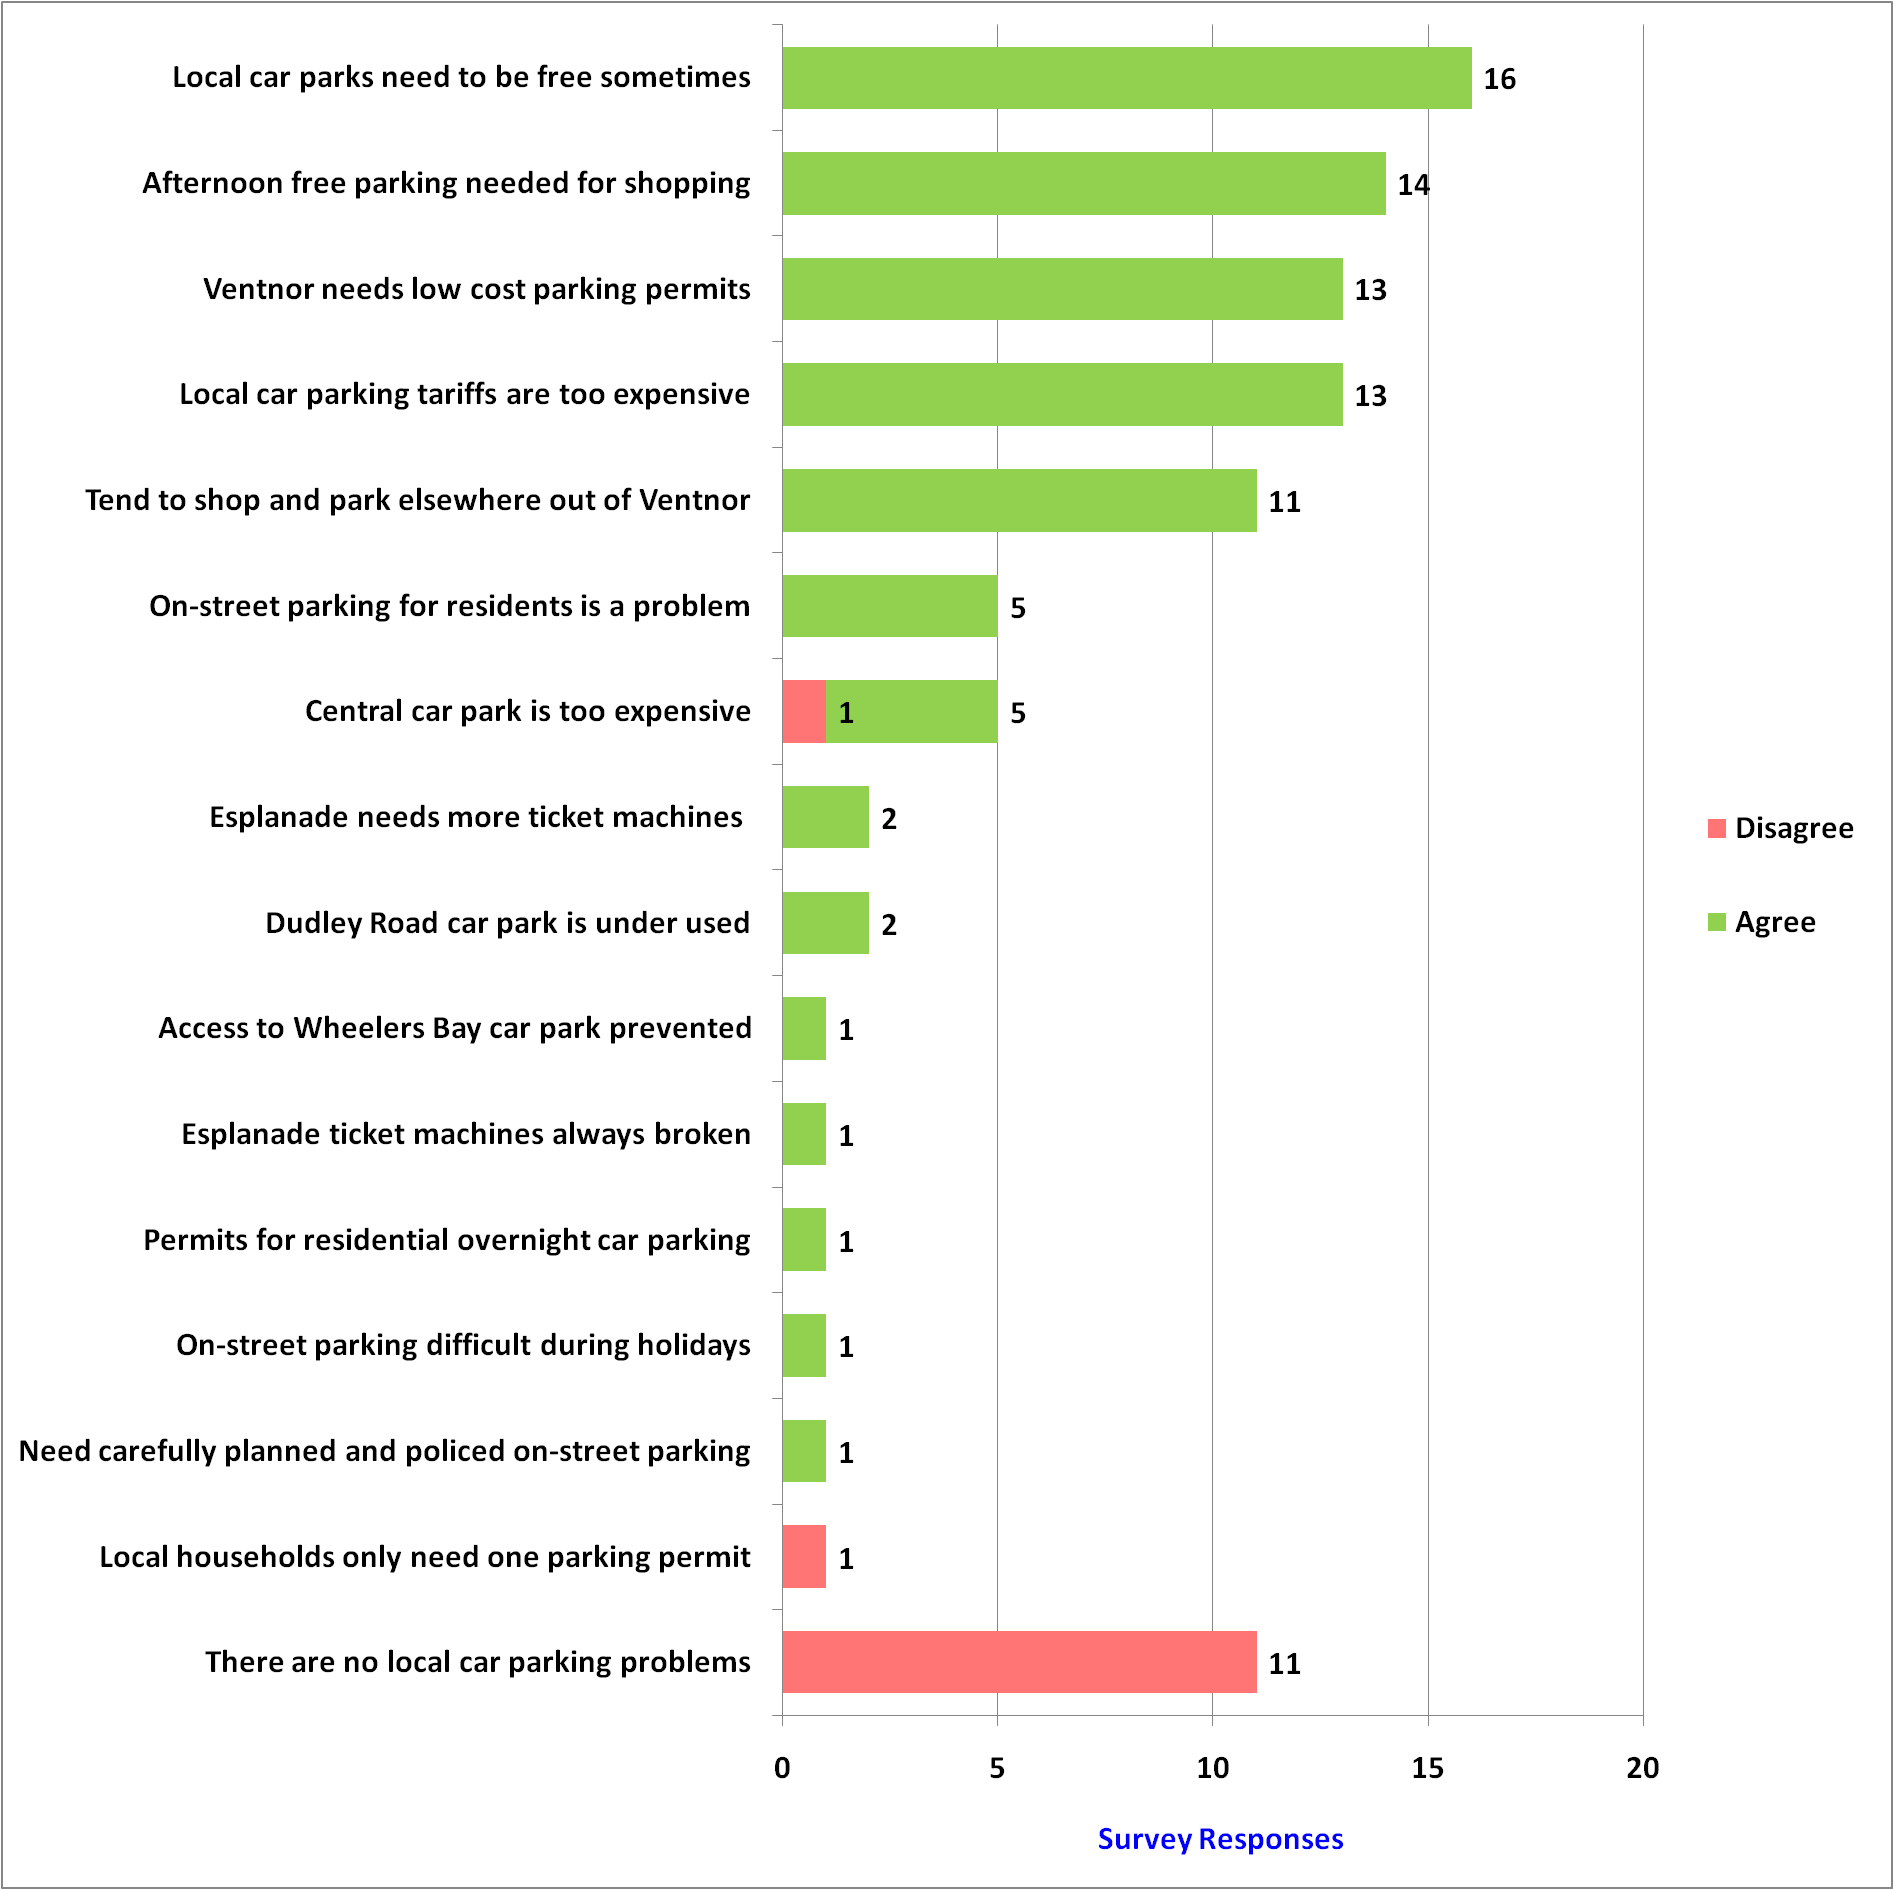 Local car parks need to be free sometimes 16
Afternoon free parking needed for shopping 14
Ventnor needs low cost parking permits 13
Local car parking tariffs are too expensive 13
Tend to shop and park elsewhere out of Ventnor 11
On-street parking for residents is a problem 5
Central car park is too expensive 1 5
Esplanade needs more ticket machines 2
Disagree
Dudley Road car park is under used 2
Agree
Access to Wheelers Bay car park prevented 1
Esplanade ticket machines always broken 1
Permits for residential overnight car parking 1
On-street parking difficult during holidays 1
Need carefully planned and policed on-street parking 1
Local households only need one parking permit 1
There are no local car parking problems 11
0 5 10 15 20
Survey Responses